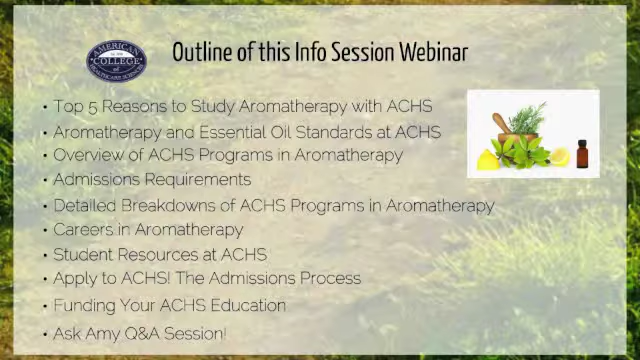 AMERICAN
COLLEGE
of
HEALTHCARE SCIENCES
Outline of this Info Session Webinar
• Top 5 Reasons to Study Aromatherapy with ACHS
• Aromatherapy and Essential Oil Standards at ACHS
• Overview of ACHS Programs in Aromatherapy
• Admissions Requirements
• Detailed Breakdowns of ACHS Programs in Aromatherapy
• Careers in Aromatherapy
• Student Resources at ACHS
• Apply to ACHS! The Admissions Process
• Funding Your ACHS Education
• Ask Amy Q&A Session!